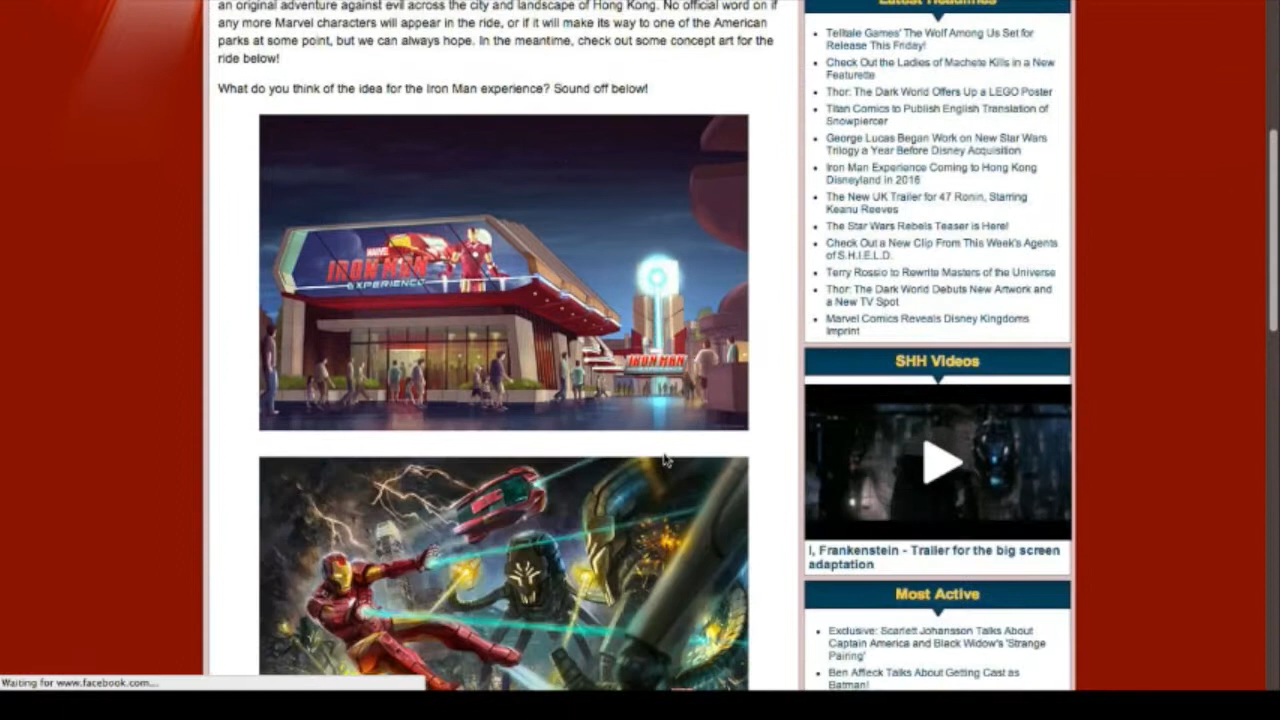 an original adventure against evil across the city and landscape of Hong Kong. No official word on if
any more Marvel characters will appear in the ride, or if it will make its way to one of the American
parks at some point, but we can always hope. In the meantime, check out some concept art for the
ride below!
What do you think of the idea for the Iron Man experience? Sound off below!
MARVEL
IRON MAN
EXPERIENCE
IRON MAN
Latest Headlines
Telltale Games' The Wolf Among Us Set for
Release This Friday!
Check Out the Ladies of Machete Kills in a New
Featurette
Thor: The Dark World Offers Up a LEGO Poster
Titan Comics to Publish English Translation of
Snowpiercer
George Lucas Began Work on New Star Wars
Trilogy a Year Before Disney Acquisition
Iron Man Experience Coming to Hong Kong
Disneyland in 2016
The New UK Trailer for 47 Ronin, Starring
Keanu Reeves
The Star Wars Rebels Teaser is Here!
Check Out a New Clip From This Week's Agents
of S.H.I.E.L.D.
Terry Rossio to Rewrite Masters of the Universe
Thor: The Dark World Debuts New Artwork and
a New TV Spot
Marvel Comics Reveals Disney Kingdoms
Imprint
SHH Videos
I, Frankenstein - Trailer for the big screen
adaptation
Most Active
Exclusive: Scarlett Johansson Talks About
Captain America and Black Widow's 'Strange
Pairing'
Ben Affleck Talks About Getting Cast as
Batman!
Waiting for www.facebook.com...